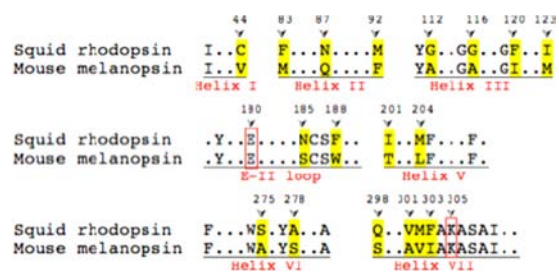 44 83 87 92 112 116 120 123
Squid rhodopsin I..C F...N....M YG...GG..GF..I
Mouse melanopsin I..V M...Q....F YA...GA..GI..M
Helix I Helix II Helix III
180 185 188 201 204
Squid rhodopsin .Y..E.....NCSF.. I..MF...F.
Mouse melanopsin .Y..E.....SCSW.. T..LF...F.
E-II loop Helix V
275 278 298 301 303 305
Squid rhodopsin F...WS.YA...A Q..VMFAKASAI..
Mouse melanopsin F...WA.YS...A S..AVIAKASAI..
Helix VI Helix VII